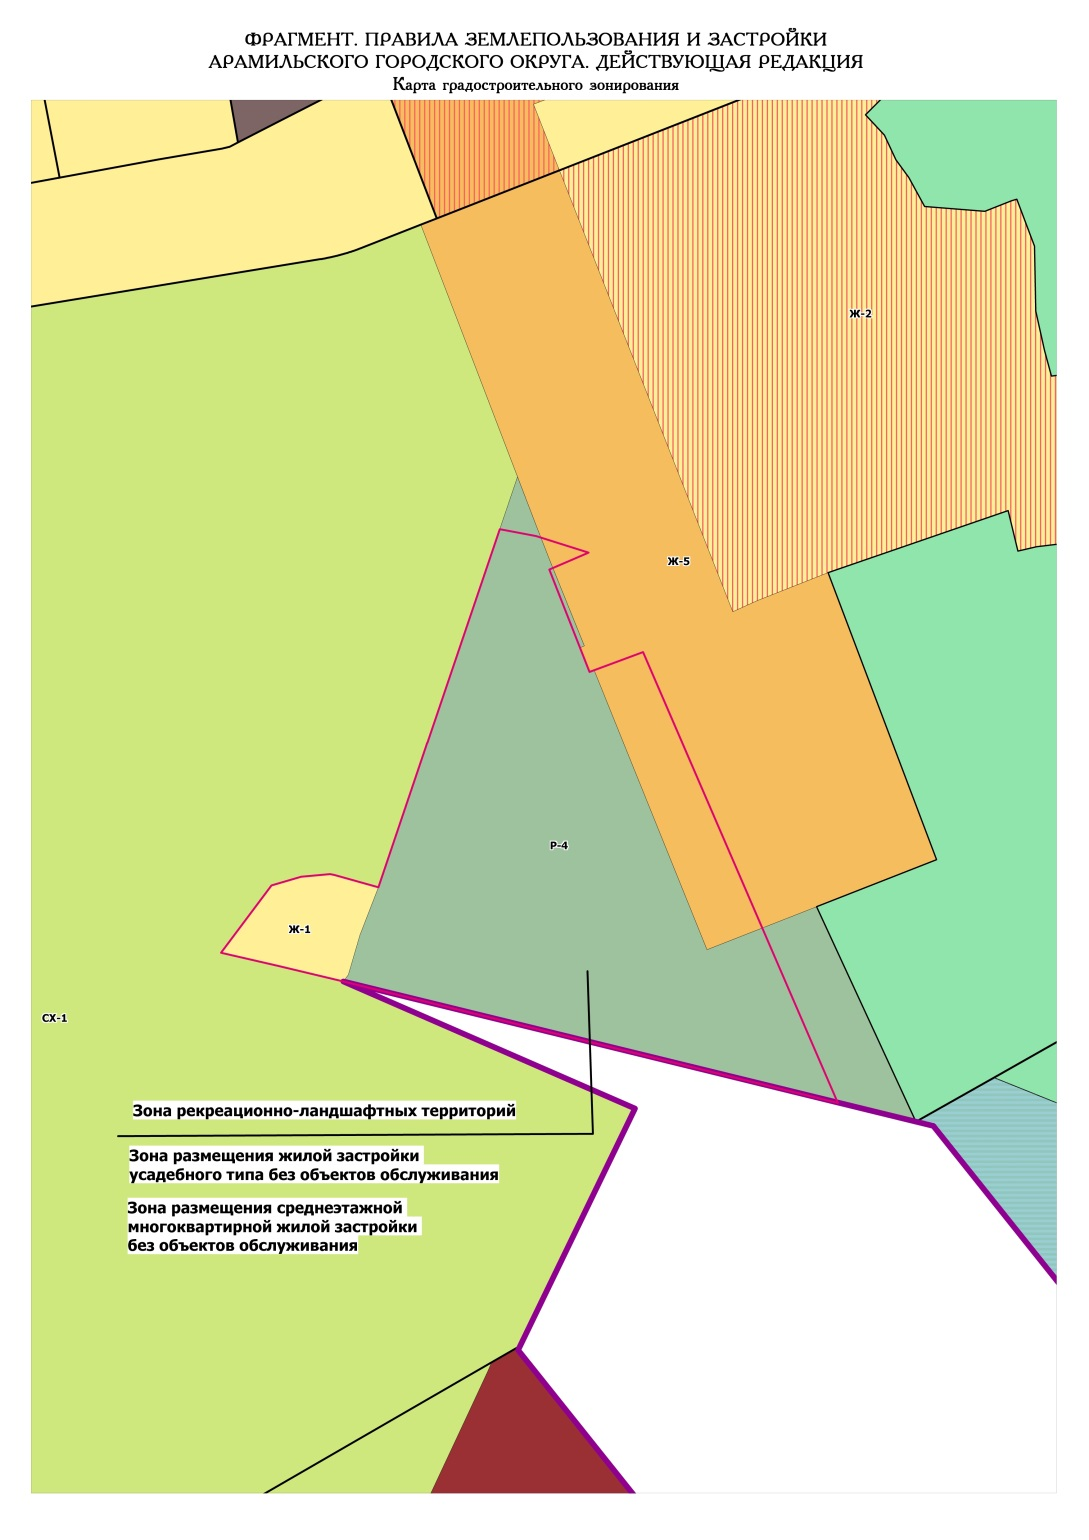 ФРАГМЕНТ. ПРАВИЛА ЗЕМЛЕПОЛЬЗОВАНИЯ И ЗАСТРОЙКИ
АРАМИЛЬСКОГО ГОРОДСКОГО ОКРУГА. ДЕЙСТВУЮЩАЯ РЕДАКЦИЯ
Карта градостроительного зонирования
Ж-2
Ж-5
Р-4
Ж-1
СХ-1
Зона рекреационно-ландшафтных территорий
Зона размещения жилой застройки
усадебного типа без объектов обслуживания
Зона размещения среднеэтажной
многоквартирной жилой застройки
без объектов обслуживания